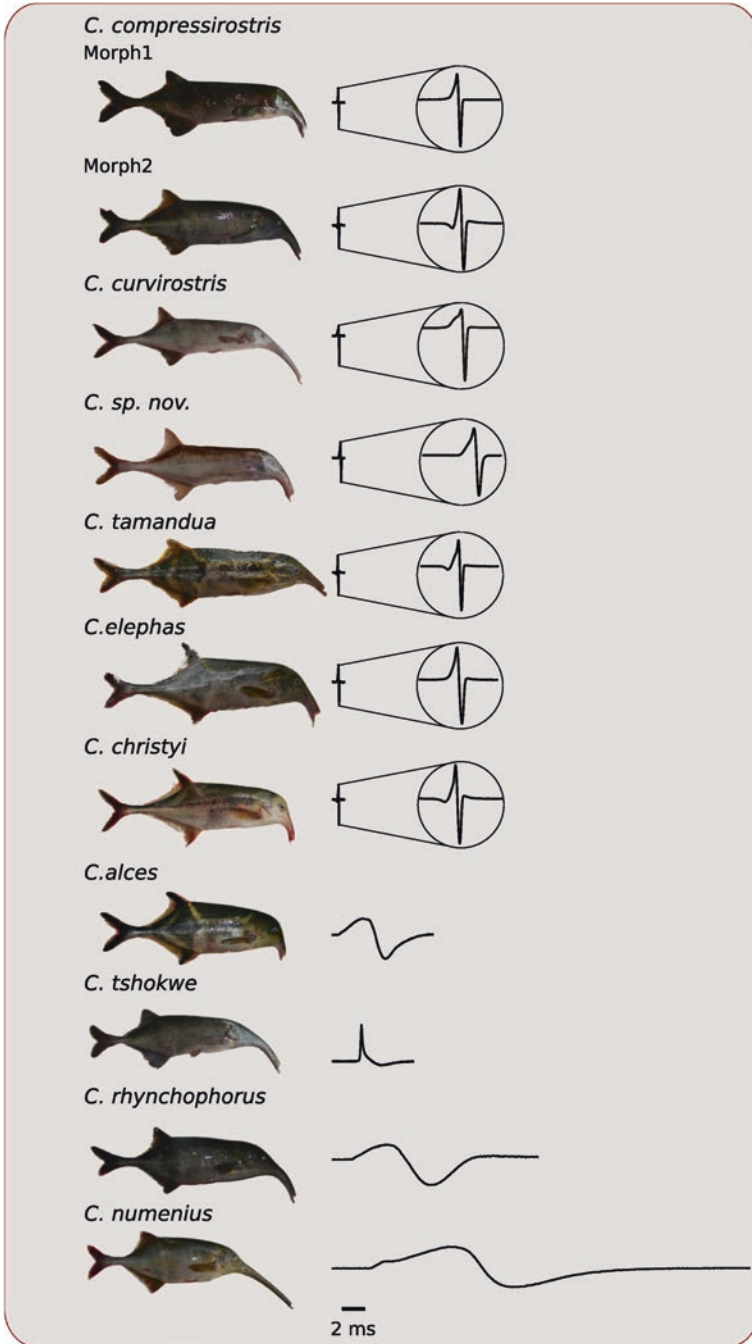 C. compressirostris
Morph1
Morph2
C. curvirostris
C. sp. nov.
C. tamandua
C.elephas
C. christyi
C.alces
C. tshokwe
C. rhynchophorus
C. numenius
2 ms